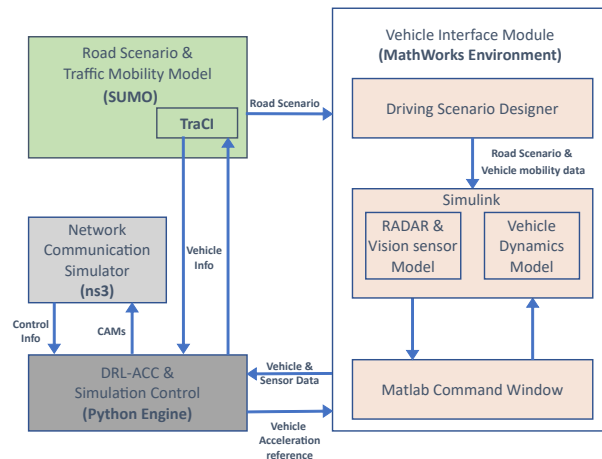 Road Scenario &
Traffic Mobility Model
(SUMO)
TraCI
Road Scenario
Vehicle Interface Module
(MathWorks Environment)
Driving Scenario Designer
Road Scenario &
Vehicle mobility data
Simulink
RADAR &
Vision sensor
Model
Vehicle
Dynamics
Model
Network
Communication
Simulator
(ns3)
Vehicle
Info
Control
Info
CAMs
DRL-ACC &
Simulation Control
(Python Engine)
Vehicle &
Sensor Data
Vehicle
Acceleration
reference
Matlab Command Window